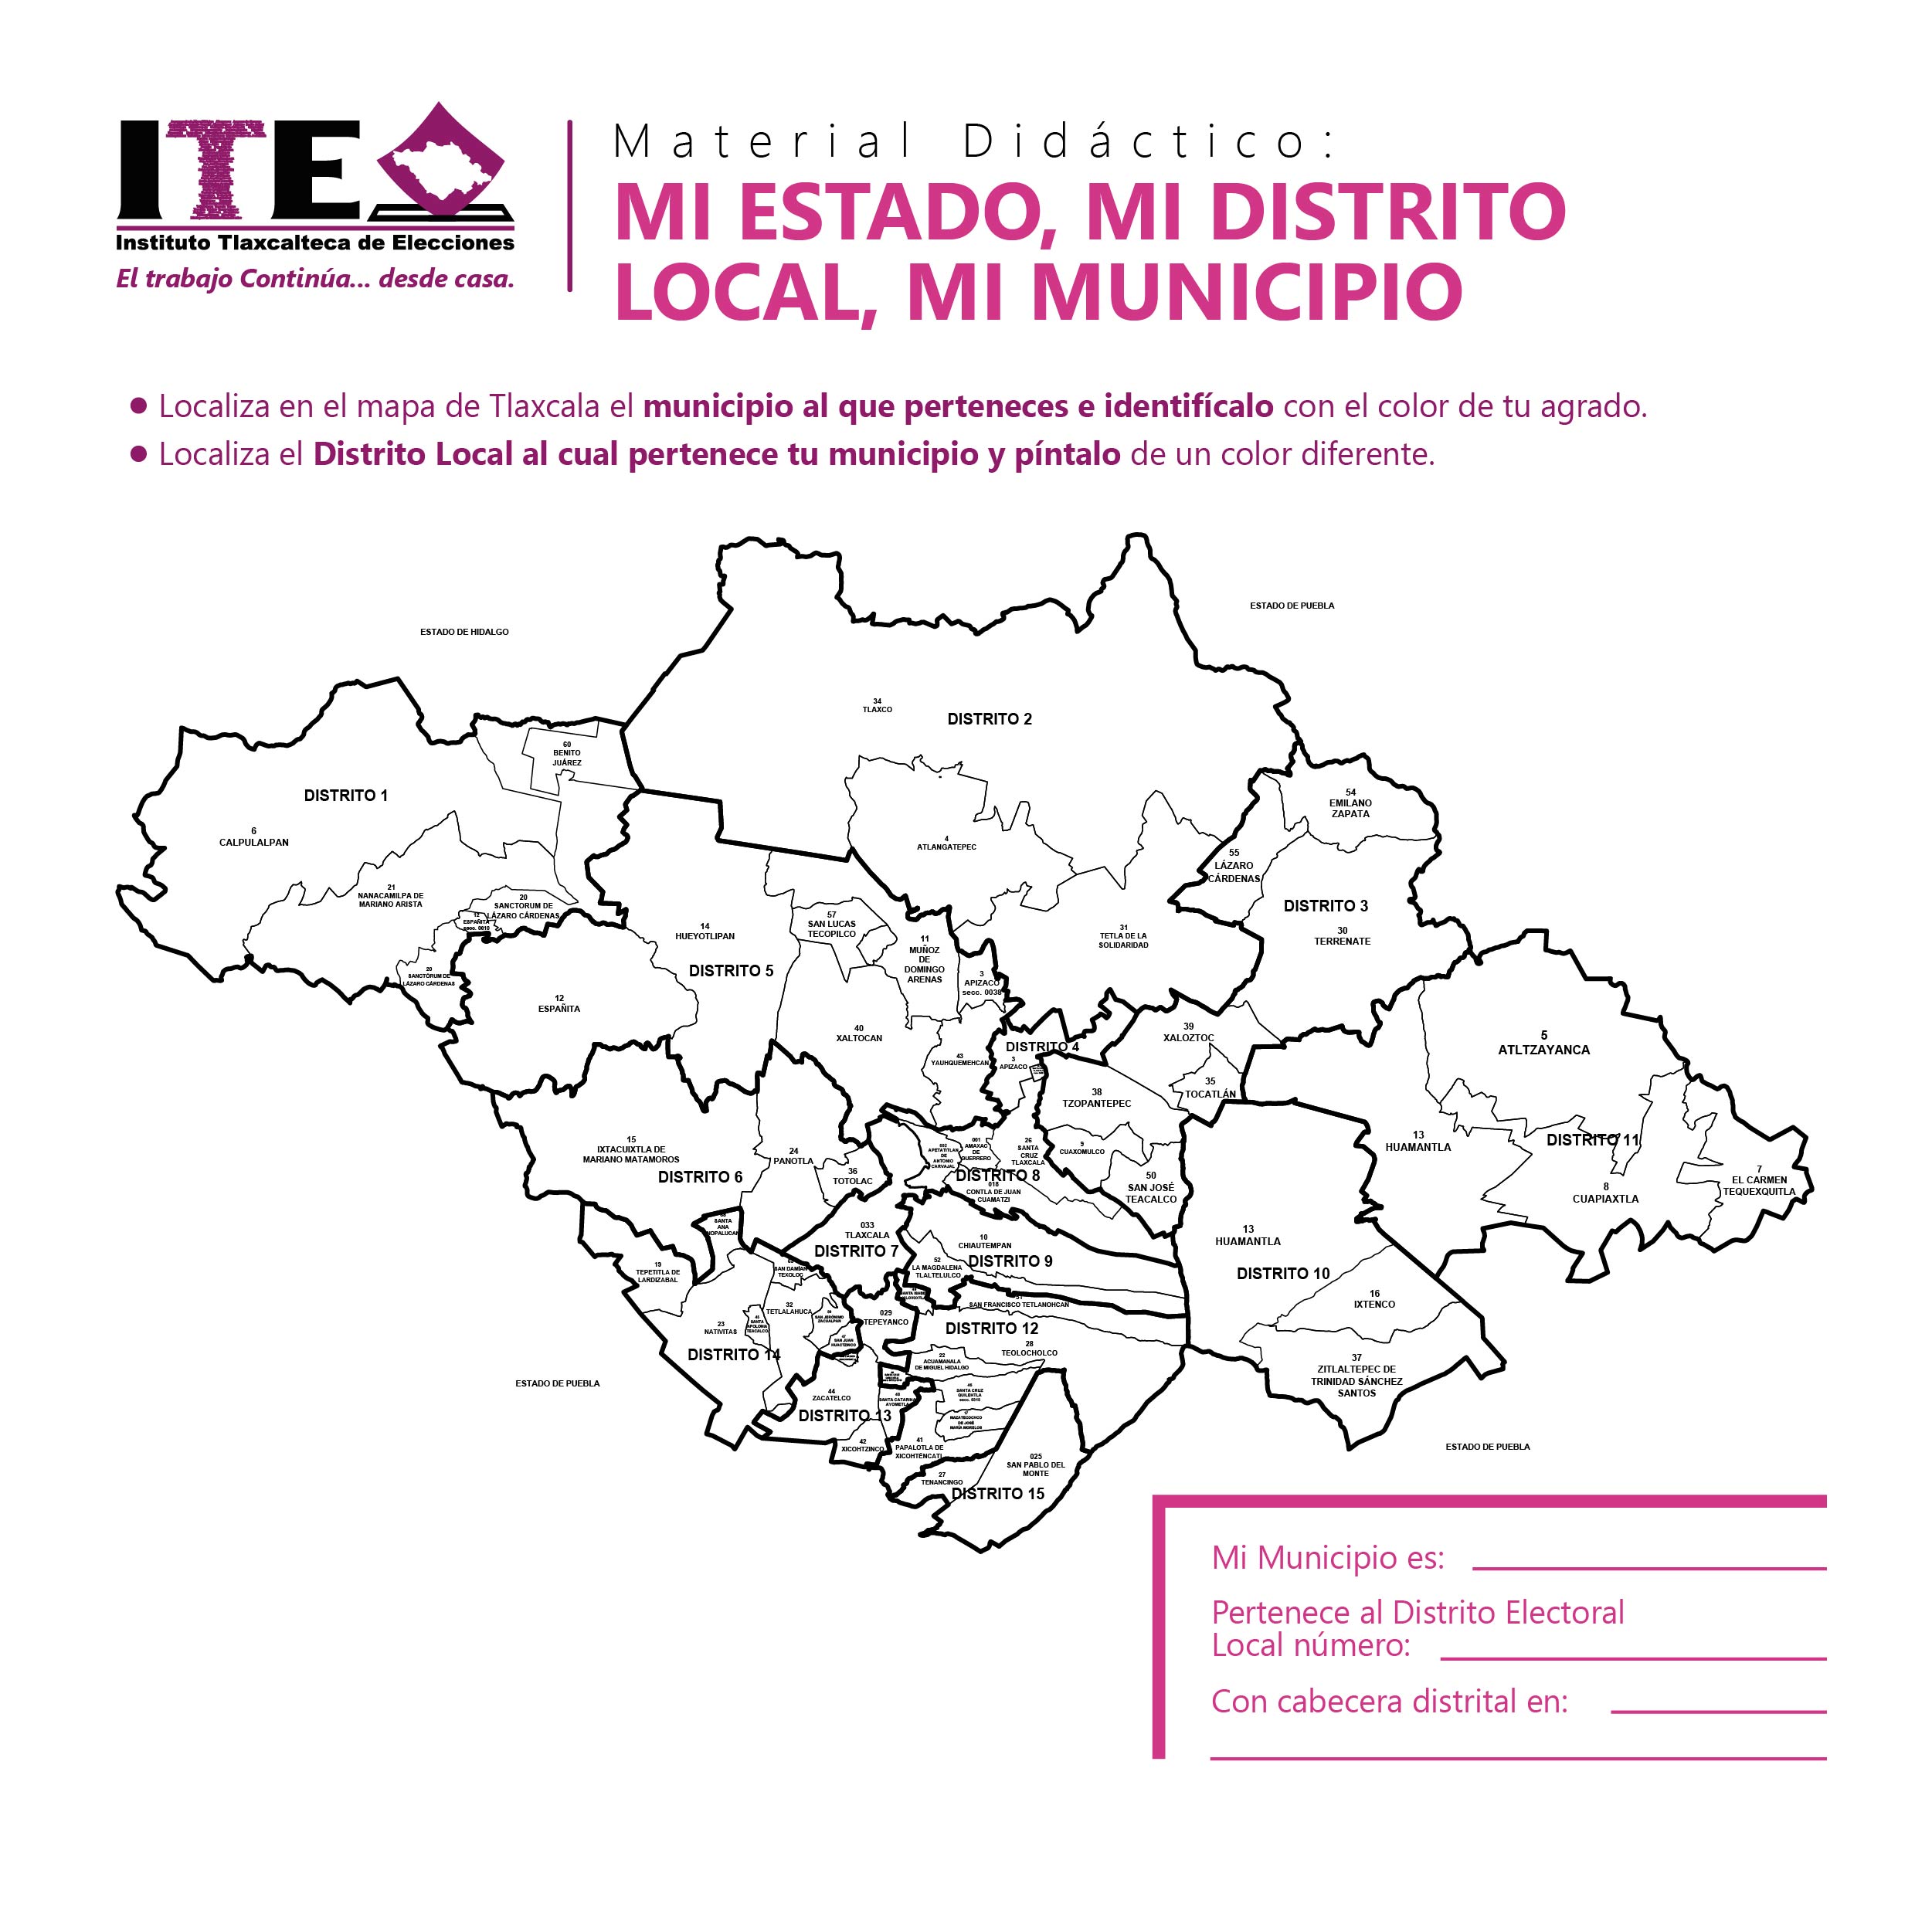 ITE
Instituto Tlaxcalteca de Elecciones
El trabajo Continúa... desde casa.
Material Didáctico:
MI ESTADO, MI DISTRITO
LOCAL, MI MUNICIPIO
● Localiza en el mapa de Tlaxcala el municipio al que perteneces e identifícalo con el color de tu agrado.
● Localiza el Distrito Local al cual pertenece tu municipio y píntalo de un color diferente.
ESTADO DE PUEBLA
ESTADO DE HIDALGO
34
TLAXCO
DISTRITO 2
60
BENITO
JUÁREZ
DISTRITO 1
6
CALPULALPAN
54
EMILANO
ZAPATA
4
ATLANGATEPEC
55
LÁZARO
CÁRDENAS
21
NANACAMILPA DE
MARIANO ARISTA
20
SANCTORUM DE
LÁZARO CÁRDENAS
12
ESPAÑITA
secc. 0610
DISTRITO 3
30
TERRENATE
57
SAN LUCAS
TECOPILCO
14
HUEYOTLIPAN
DISTRITO 5
11
MUÑOZ
DE
DOMINGO
ARENAS
31
TETLA DE LA
SOLIDARIDAD
20
SANCTÓRUM DE
LÁZARO CÁRDENAS
3
APIZACO
secc. 0038
12
ESPAÑITA
40
XALTOCAN
39
XALOZTOC
5
ATLTZAYANCA
DISTRITO 4
43
YAUHQUEMEHCAN
3
APIZACO
35
TOCATLÁN
38
TZOPANTEPEC
15
IXTACUIXTLA DE
MARIANO MATAMOROS
DISTRITO 6
24
PANOTLA
36
TOTOLAC
002
APETATITLAN
DE
ANTONIO
CARVAJAL
001
AMAXAC
DE
GUERRERO
26
SANTA
CRUZ
TLAXCALA
9
CUAXOMULCO
13
HUAMANTLA
DISTRITO 11
DISTRITO 8
018
CONTLA DE JUAN
CUAMATZI
50
SAN JOSÉ
TEACALCO
8
CUAPIAXTLA
7
EL CARMEN
TEQUEXQUITLA
SANTA
ANA
NOPALUCAN
033
TLAXCALA
DISTRITO 7
10
CHIAUTEMPAN
DISTRITO 9
52
LA MAGDALENA
TLALTELULCO
13
HUAMANTLA
DISTRITO 10
19
TEPETITLA DE
LARDIZABAL
SAN DAMIÁN
TEXOLOC
16
IXTENCO
32
TETLALAHUCA
SAN JERÓNIMO
ZACUALPAN
029
TEPEYANCO
SAN FRANCISCO TETLANOHCAN
DISTRITO 12
28
TEOLOCHOLCO
23
NATIVITAS
SANTA
APOLONIA
TEACALCO
SAN JUAN
HUACTZINCO
DISTRITO 14
22
ACUAMANALA
DE MIGUEL HIDALGO
37
ZITLALTEPEC DE
TRINIDAD SÁNCHEZ
SANTOS
ESTADO DE PUEBLA
44
ZACATELCO
DISTRITO 13
SANTA CATARINA
AYOMETLA
SANTA CRUZ
QUILEHTLA
MAZATECOCHCO
DE JOSÉ
MARÍA MORELOS
42
XICOHTZINCO
41
PAPALOTLA DE
XICOHTÉNCATL
ESTADO DE PUEBLA
025
SAN PABLO DEL
MONTE
27
TENANCINGO
DISTRITO 15
Mi Municipio es:
Pertenece al Distrito Electoral
Local número:
Con cabecera distrital en: